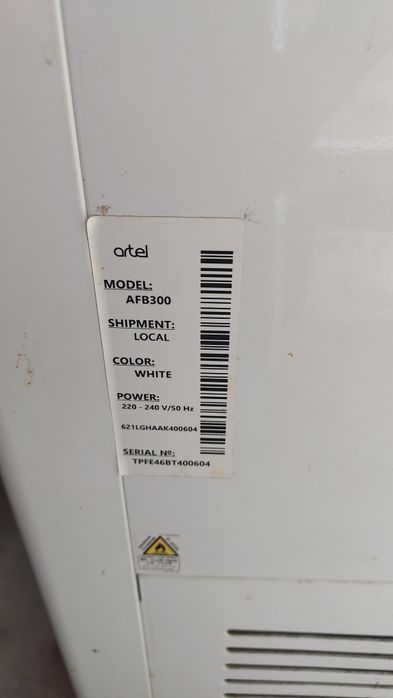 artel
MODEL:
AFB300
SHIPMENT:
LOCAL
COLOR:
WHITE
POWER:
220 - 240 V/50 Hz
621LGHAAK400604
SERIAL №:
TPFE46BT400604